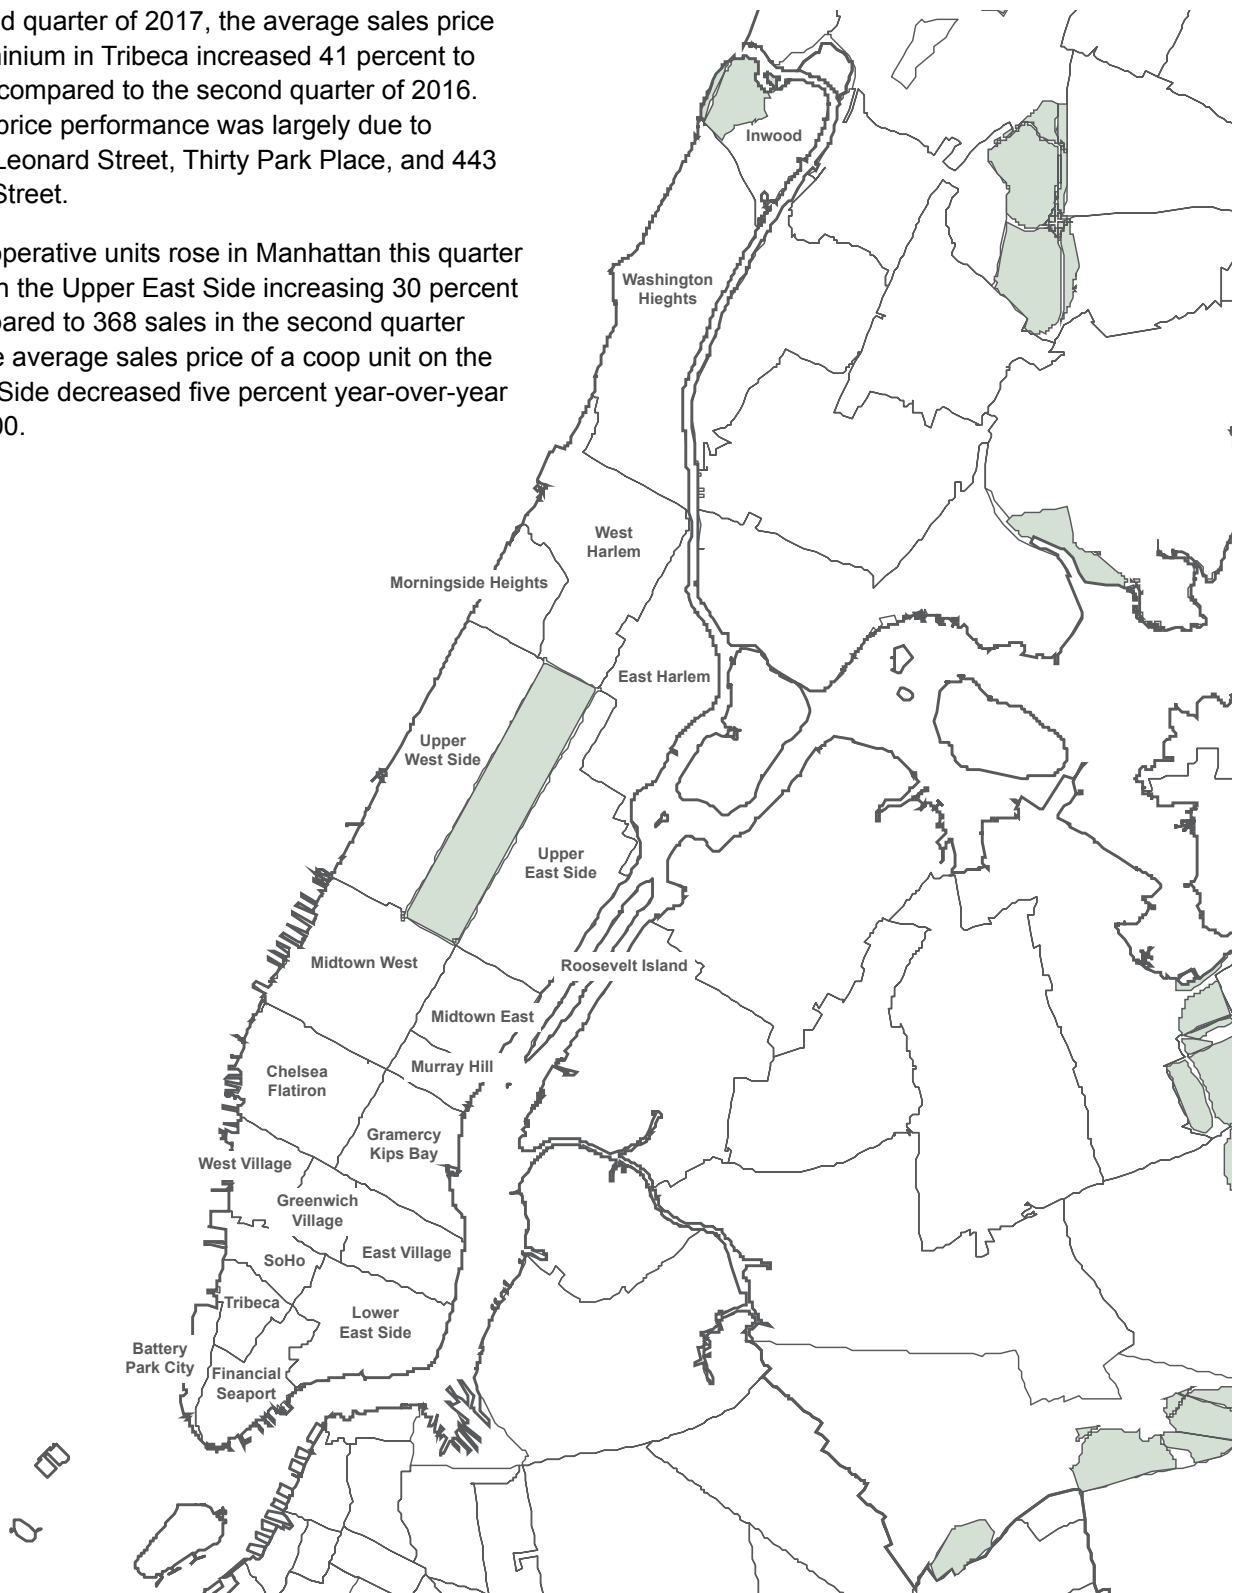 d quarter of 2017, the average sales price
inium in Tribeca increased 41 percent to
compared to the second quarter of 2016.
price performance was largely due to
Leonard Street, Thirty Park Place, and 443
Street.
operative units rose in Manhattan this quarter
n the Upper East Side increasing 30 percent
pared to 368 sales in the second quarter
e average sales price of a coop unit on the
Side decreased five percent year-over-year
00.
Inwood
Washington
Hieghts
West
Harlem
Morningside Heights
East Harlem
Upper
West Side
Upper
East Side
Midtown West
Roosevelt Island
Midtown East
Murray Hill
Chelsea
Flatiron
Gramercy
Kips Bay
West Village
Greenwich
Village
East Village
SoHo
Tribeca
Lower
East Side
Battery
Park City
Financial
Seaport